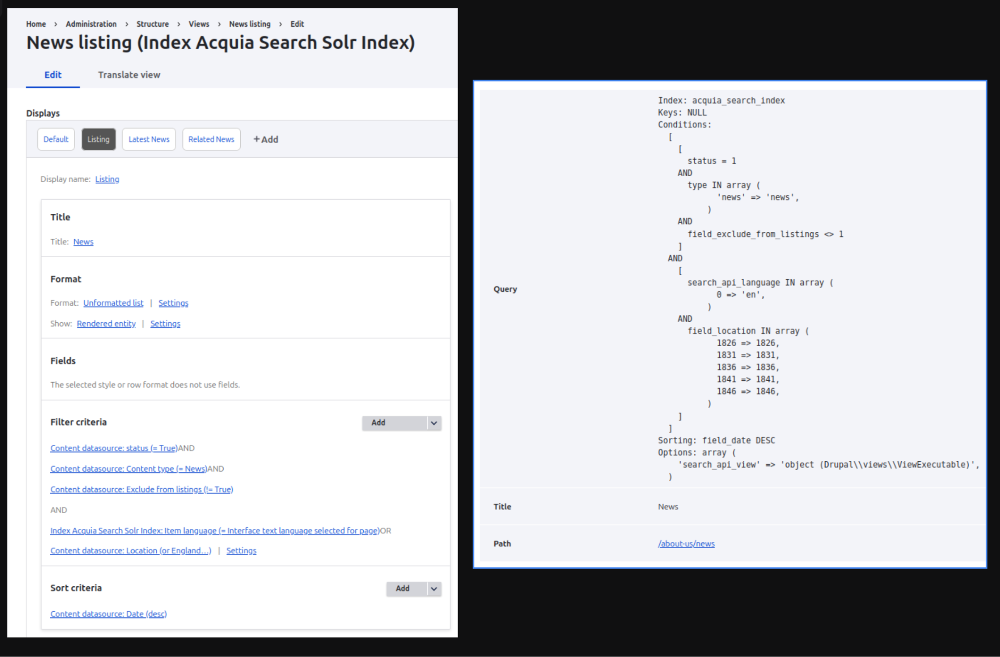 Home > Administration > Structure > Views > News listing > Edit
News listing (Index Acquia Search Solr Index)
Edit Translate view
Displays
Default Listing Latest News Related News +Add
Display name: Listing
Title
Title: News
Format
Format: Unformatted list | Settings
Show: Rendered entity | Settings
Fields
The selected style or row format does not use fields.
Filter criteria Add
Content datasource: status (= True)AND
Content datasource: Content type (= News)AND
Content datasource: Exclude from listings (!= True)
AND
Index Acquia Search Solr Index: Item language (= Interface text language selected for page)OR
Content datasource: Location (or England...) | Settings
Sort criteria Add
Content datasource: Date (desc)
Query
Index: acquia_search_index
Keys: NULL
Conditions:
[
[
status = 1
AND
type IN array (
'news' => 'news',
)
AND
field_exclude_from_listings <> 1
]
AND
[
search_api_language IN array (
0 => 'en',
)
AND
field_location IN array (
1826 => 1826,
1831 => 1831,
1836 => 1836,
1841 => 1841,
1846 => 1846,
)
]
]
Sorting: field_date DESC
Options: array (
'search_api_view' => 'object (Drupal\\views\\ViewExecutable)',
)
Title News
Path /about-us/news